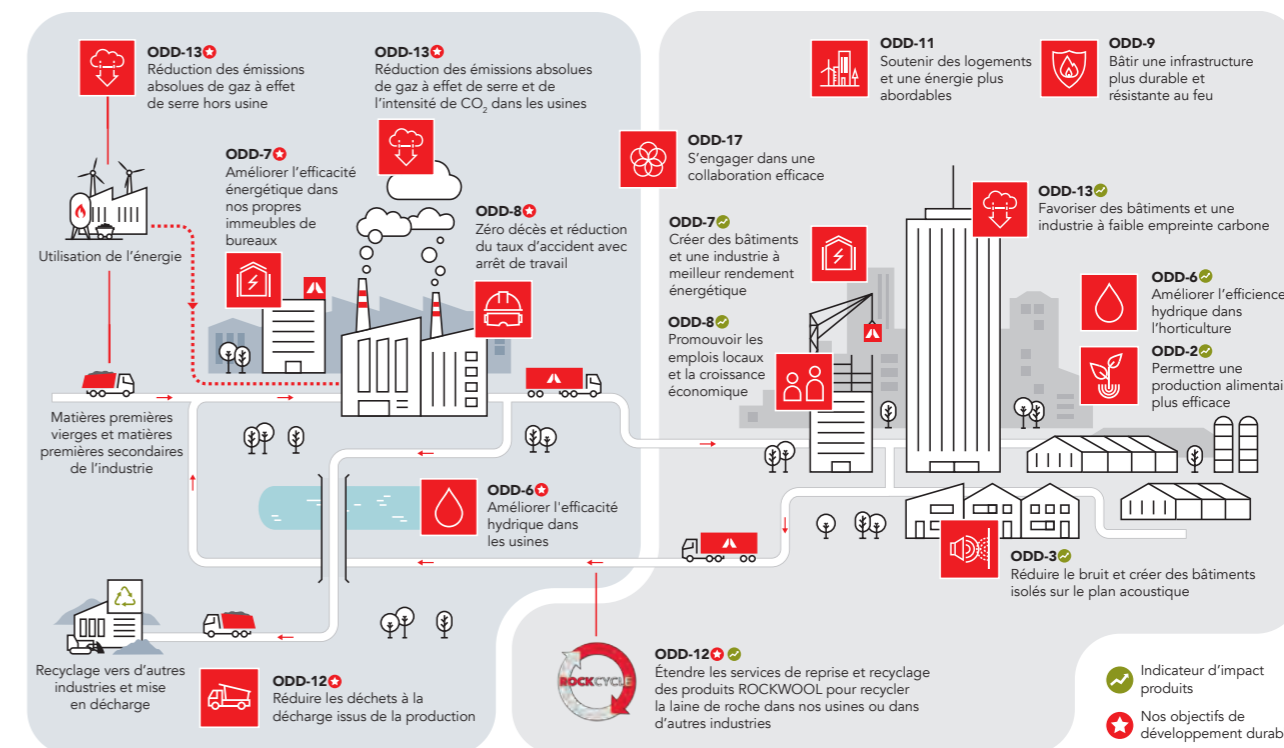 ODD-13
Réduction des émissions
absolues de gaz à effet
de serre hors usine
ODD-13
Réduction des émissions absolues
de gaz à effet de serre et de
l'intensité de CO₂ dans les usines
ODD-7
Améliorer l'efficacité
énergétique dans
nos propres
immeubles de
bureaux
ODD-8
Zéro décès et réduction
du taux d'accident avec
arrêt de travail
Utilisation de l'énergie
Matières premières
vierges et matières
premières secondaires
de l'industrie
ODD-6
Améliorer l'efficacité
hydrique dans
les usines
Recyclage vers d'autres
industries et mise
en décharge
ODD-12
Réduire les déchets à la
décharge issus de la production
ODD-11
Soutenir des logements
et une énergie plus
abordables
ODD-9
Bâtir une infrastructure
plus durable et
résistante au feu
ODD-17
S'engager dans une
collaboration efficace
ODD-7
Créer des bâtiments
et une industrie à
meilleur rendement
énergétique
ODD-8
Promouvoir les
emplois locaux
et la croissance
économique
ODD-13
Favoriser des bâtiments et une
industrie à faible empreinte carbone
ODD-6
Améliorer l'efficience
hydrique dans
l'horticulture
ODD-2
Permettre une
production alimentai
plus efficace
ODD-3
Réduire le bruit et créer des bâtiments
isolés sur le plan acoustique
ROCKCYCLE
ODD-12
Étendre les services de reprise et recyclage
des produits ROCKWOOL pour recycler
la laine de roche dans nos usines ou dans
d'autres industries
Indicateur d'impact
produits
Nos objectifs de
développement durab